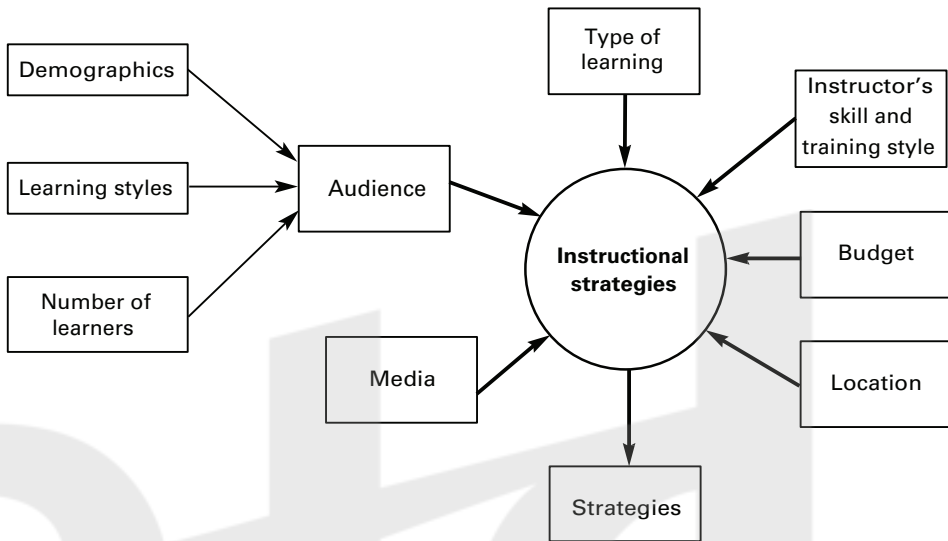 Type of
learning
Demographics
Instructor's
skill and
training style
Learning styles
Audience
Instructional
strategies
Budget
Number of
learners
Media
Location
Strategies